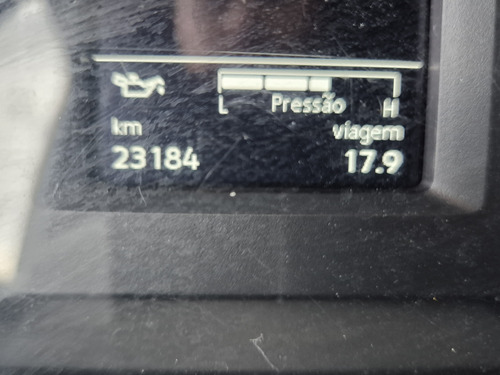 L Pressão H
km viagem
23184 17.9